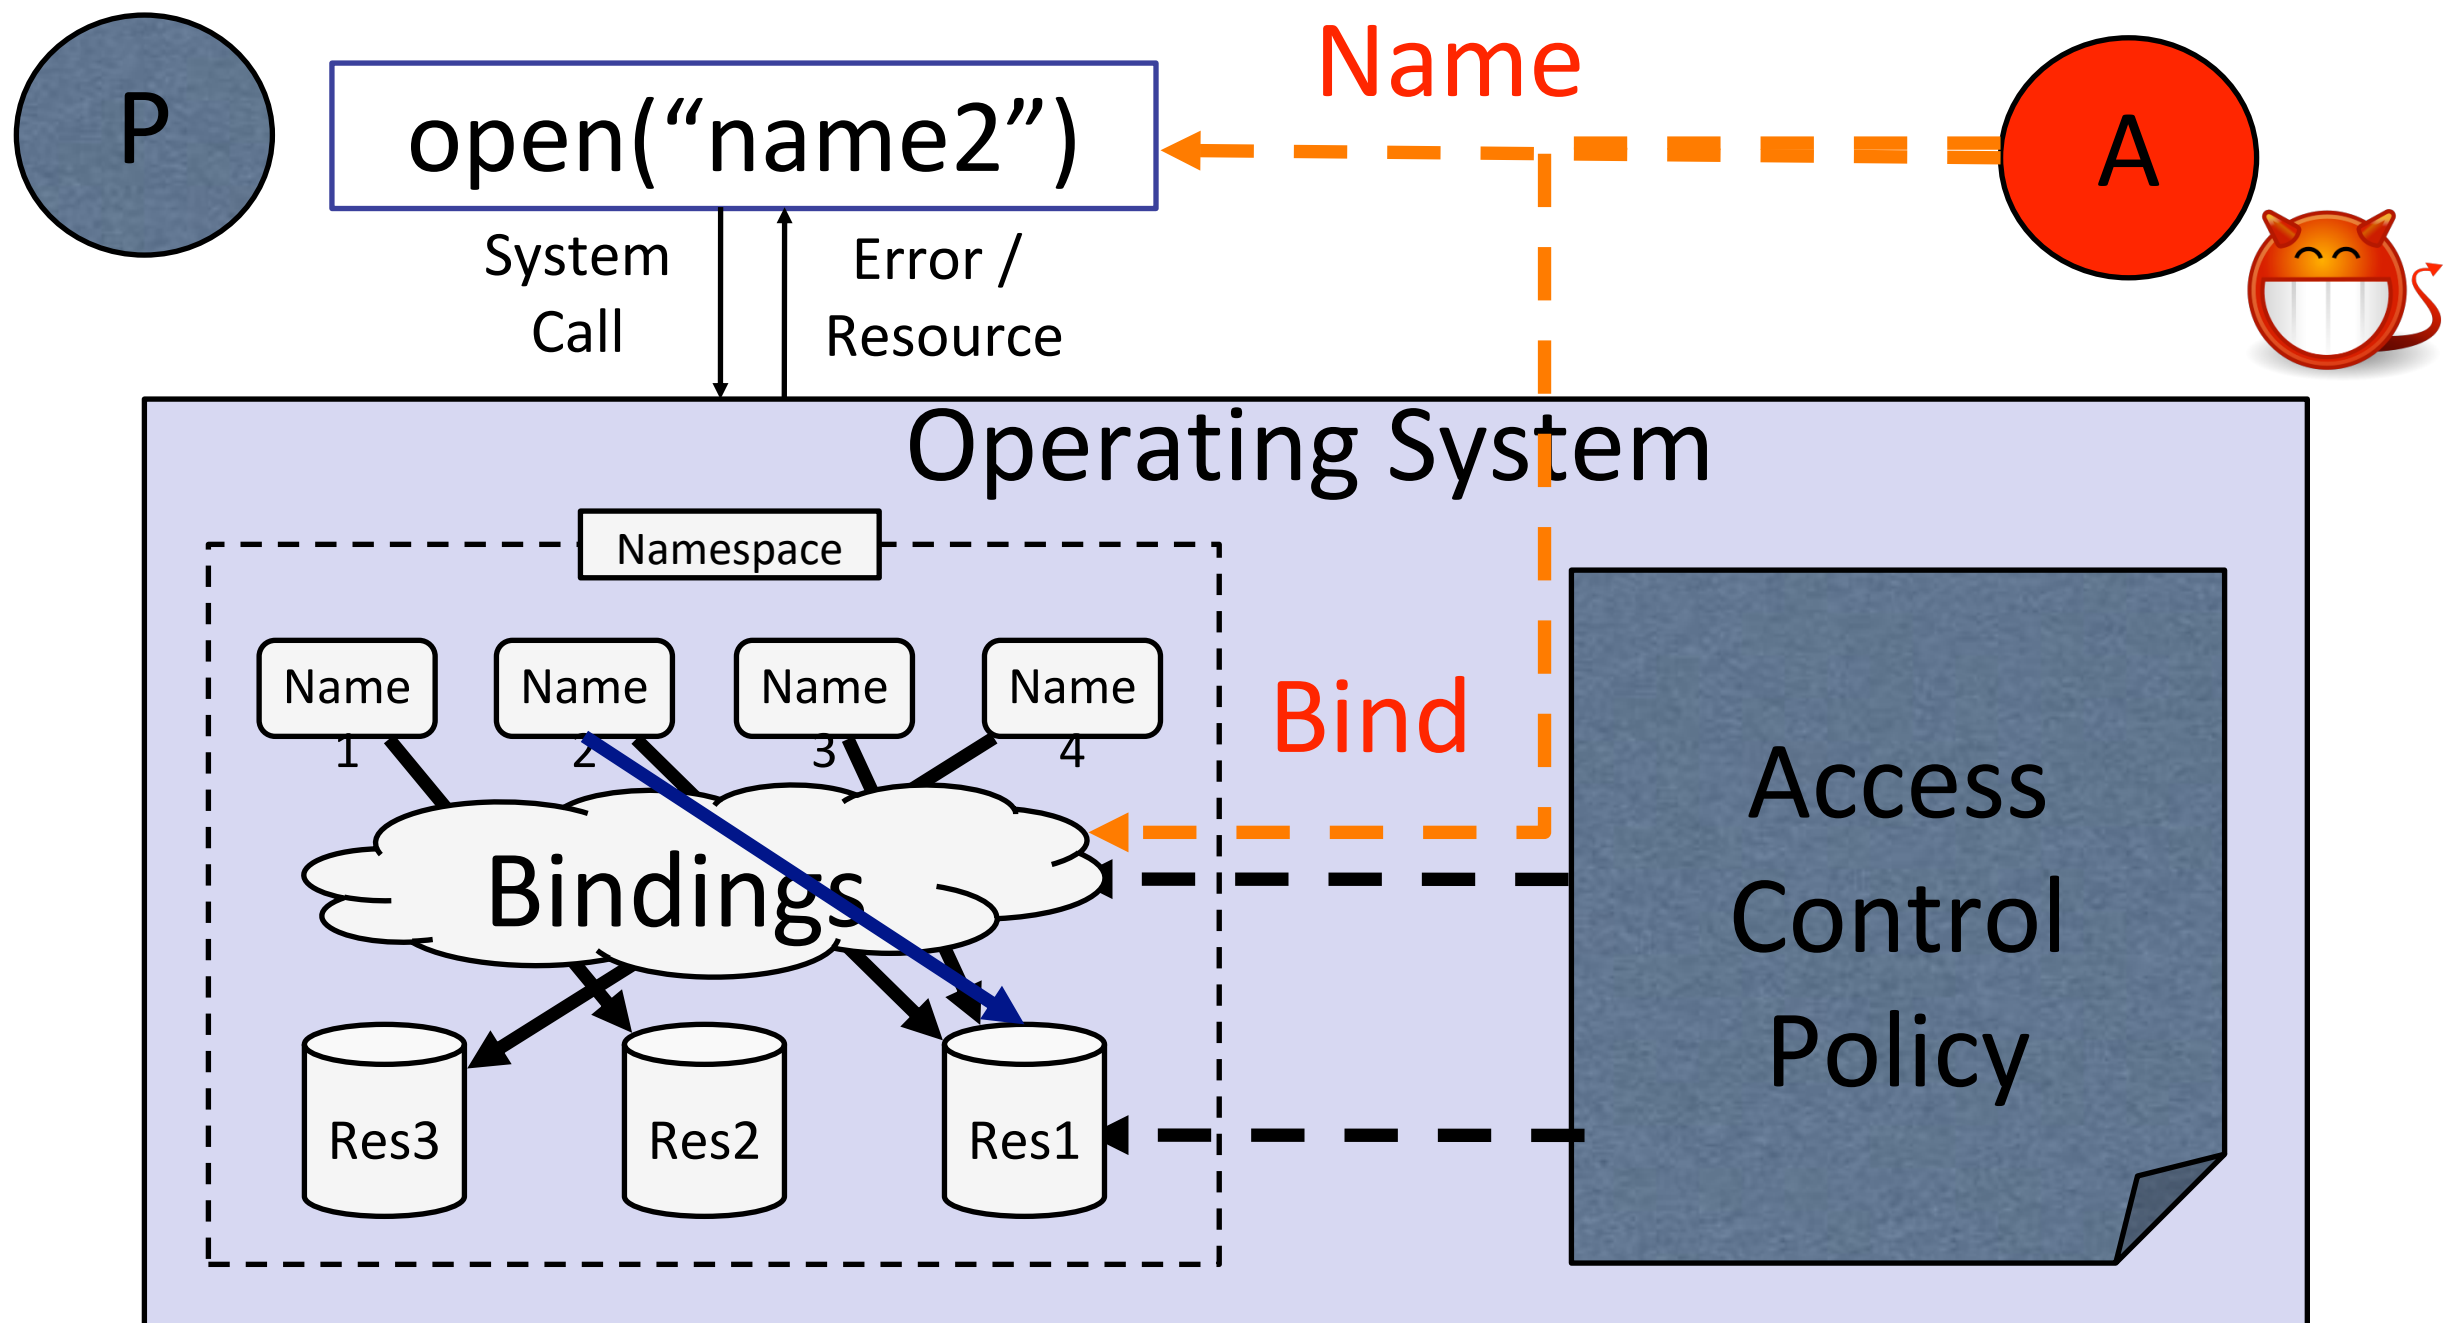 P
open(“name2”)
Name
A
System
Call
Error /
Resource
Operating System
Namespace
Name
1
Name
2
Name
3
Name
4
Bind
Bindings
Access
Control
Policy
Res3
Res2
Res1